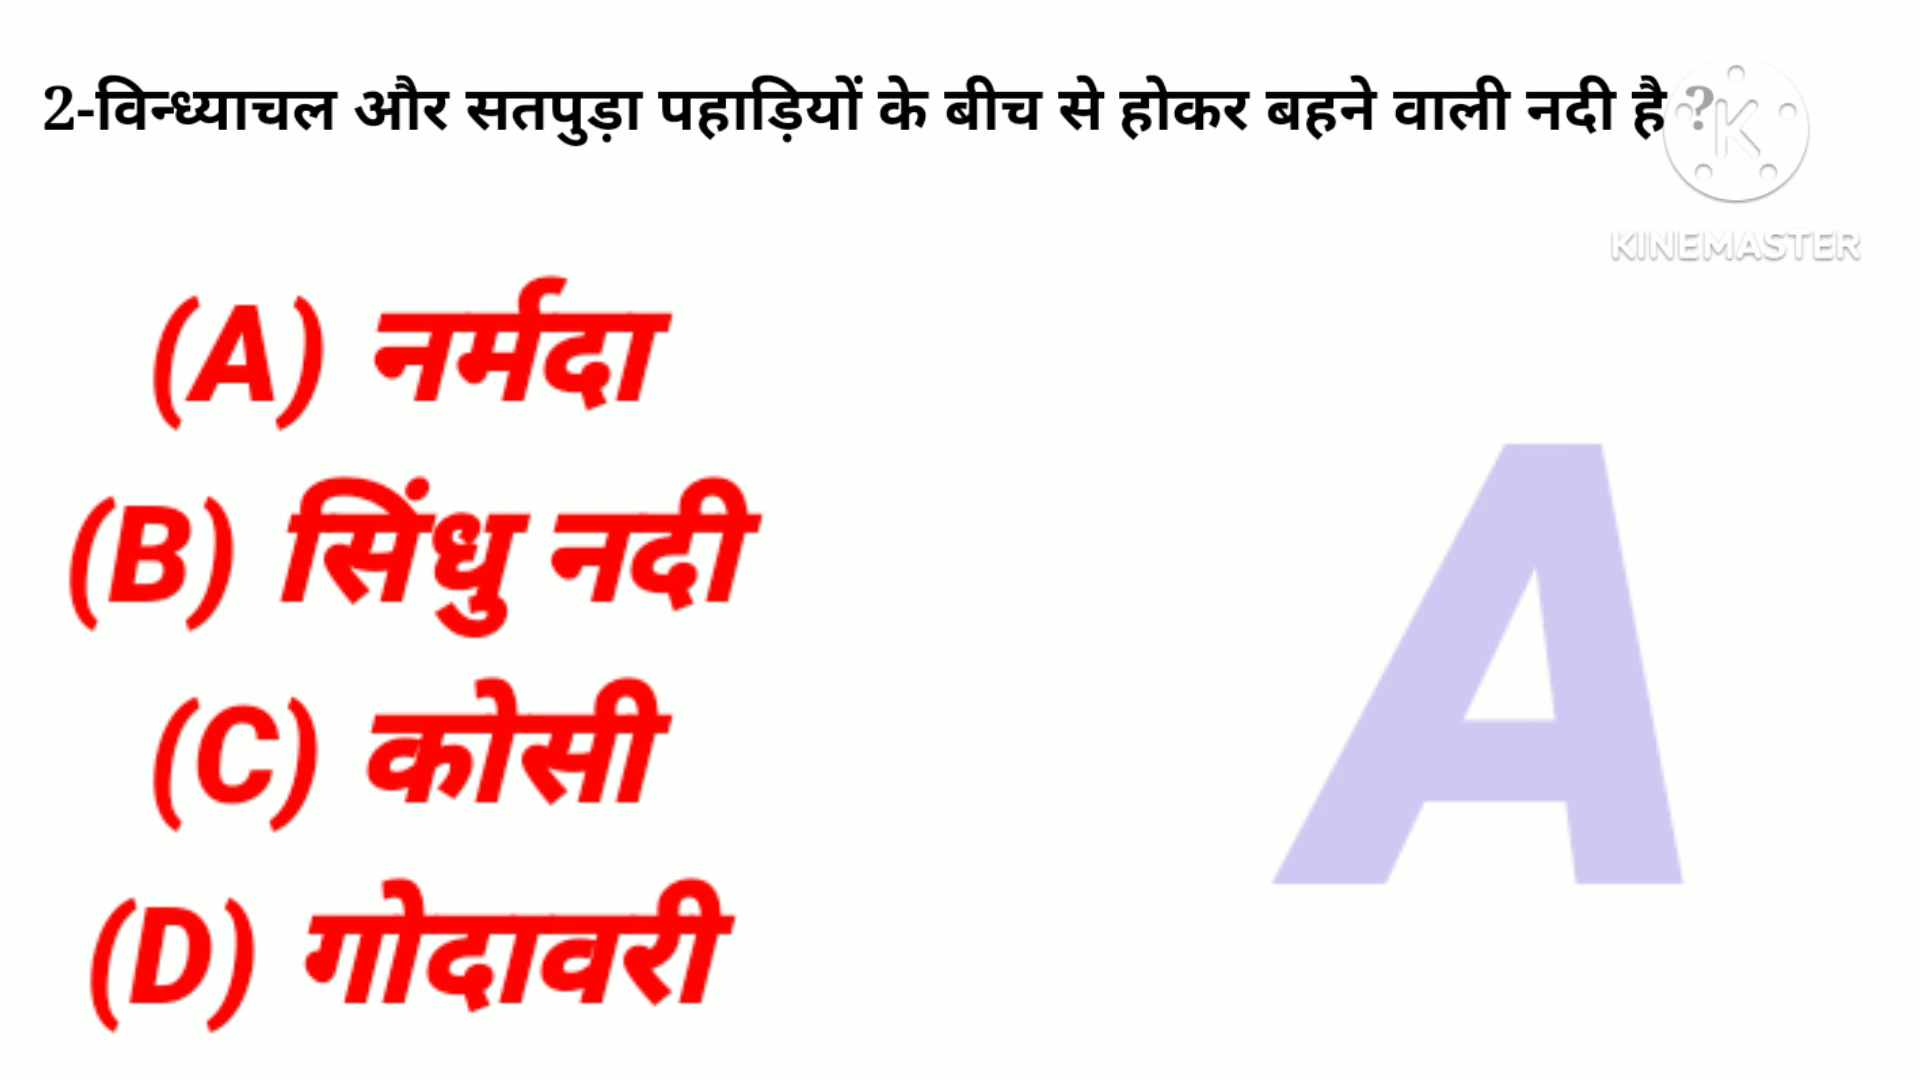 2-विन्ध्याचल और सतपुड़ा पहाड़ियों के बीच से होकर बहने वाली नदी है ?
K
KINEMASTER
(A) नर्मदा
(B) सिंधु नदी
(C) कोसी
(D) गोदावरी
A